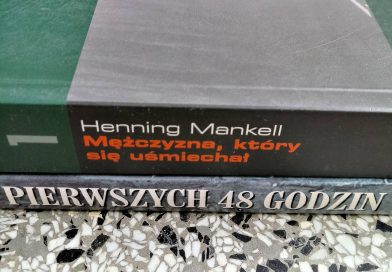 1
Henning Mankell
Mężczyzna, który
się uśmiechał
PIERWSZYCH 48 GODZIN